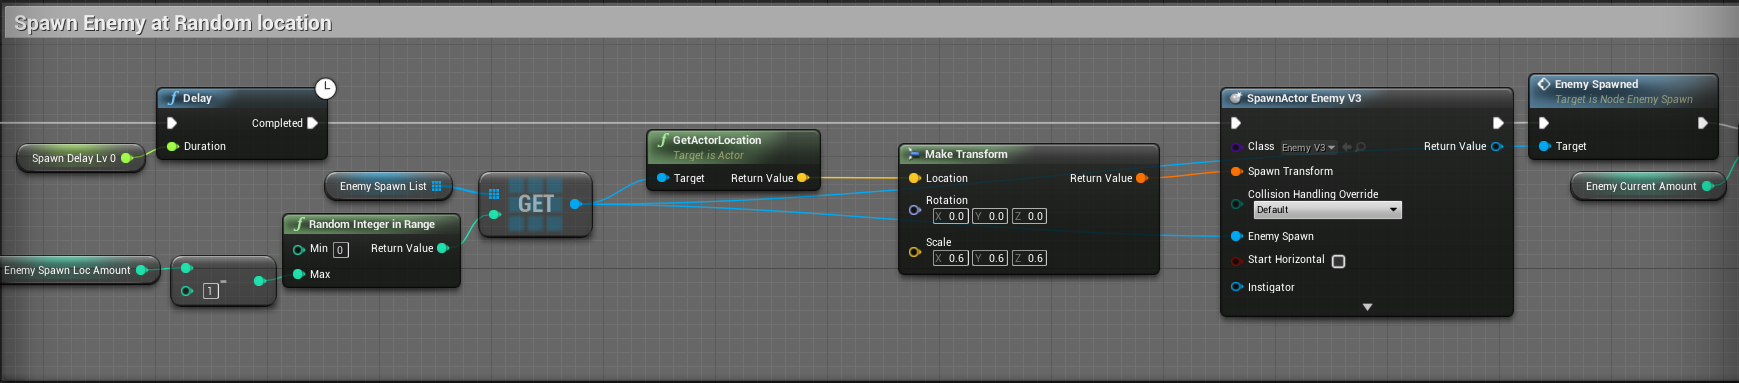 Spawn Enemy at Random location
Delay
Completed
Duration
Spawn Delay Lv 0
Enemy Spawn List
GET
Random Integer in Range
Min 0
Return Value
Max
Enemy Spawn Loc Amount
-
1
GetActorLocation
Target is Actor
Target
Return Value
Make Transform
Location
Return Value
Rotation
X 0.0 Y 0.0 Z 0.0
Scale
X 0.6 Y 0.6 Z 0.6
SpawnActor Enemy V3
Class Enemy V3
Return Value
Spawn Transform
Collision Handling Override
Default
Enemy Spawn
Start Horizontal
Instigator
Enemy Spawned
Target is Node Enemy Spawn
Target
Enemy Current Amount